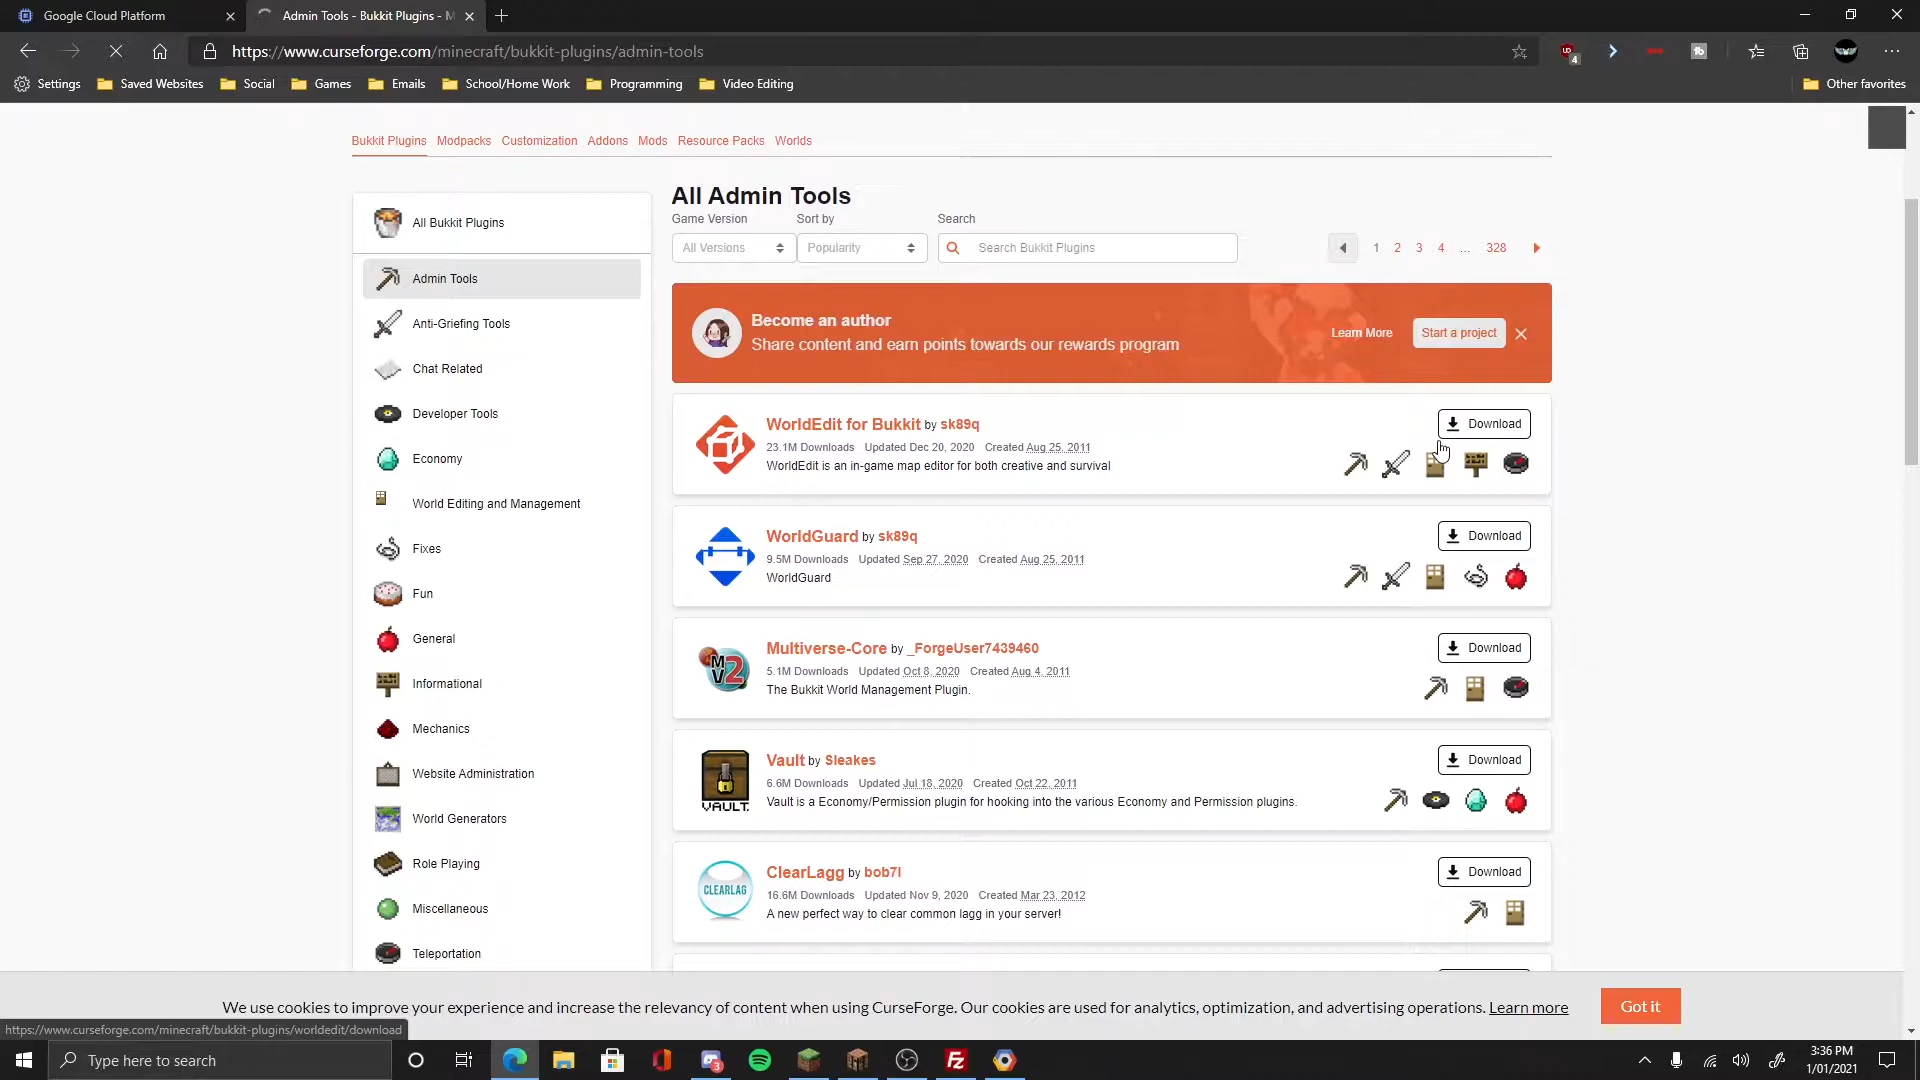 Google Cloud Platform
Admin Tools - Bukkit Plugins - M
https://www.curseforge.com/minecraft/bukkit-plugins/admin-tools
4
Settings
Saved Websites
Social
Games
Emails
School/Home Work
Programming
Video Editing
Other favorites
Bukkit Plugins
Modpacks
Customization
Addons
Mods
Resource Packs
Worlds
All Bukkit Plugins
Admin Tools
Anti-Griefing Tools
Chat Related
Developer Tools
Economy
World Editing and Management
Fixes
Fun
General
Informational
Mechanics
Website Administration
World Generators
Role Playing
Miscellaneous
Teleportation
All Admin Tools
Game Version
Sort by
Search
All Versions
Popularity
Search Bukkit Plugins
1 2 3 4 ... 328
Become an author
Share content and earn points towards our rewards program
Learn More
Start a project
WorldEdit for Bukkit by sk89q
23.1M Downloads Updated Dec 20, 2020 Created Aug 25, 2011
WorldEdit is an in-game map editor for both creative and survival
Download
WorldGuard by sk89q
9.5M Downloads Updated Sep 27, 2020 Created Aug 25, 2011
WorldGuard
Download
MV2
Multiverse-Core by _ForgeUser7439460
5.1M Downloads Updated Oct 8, 2020 Created Aug 4, 2011
The Bukkit World Management Plugin.
Download
VAULT
Vault by Sleakes
6.6M Downloads Updated Jul 18, 2020 Created Oct 22, 2011
Vault is a Economy/Permission plugin for hooking into the various Economy and Permission plugins.
Download
CLEARLAG
ClearLagg by bob7l
16.6M Downloads Updated Nov 9, 2020 Created Mar 23, 2012
A new perfect way to clear common lagg in your server!
Download
We use cookies to improve your experience and increase the relevancy of content when using CurseForge. Our cookies are used for analytics, optimization, and advertising operations. Learn more
Got it
https://www.curseforge.com/minecraft/bukkit-plugins/worldedit/download
Type here to search
3
3:36 PM
1/01/2021